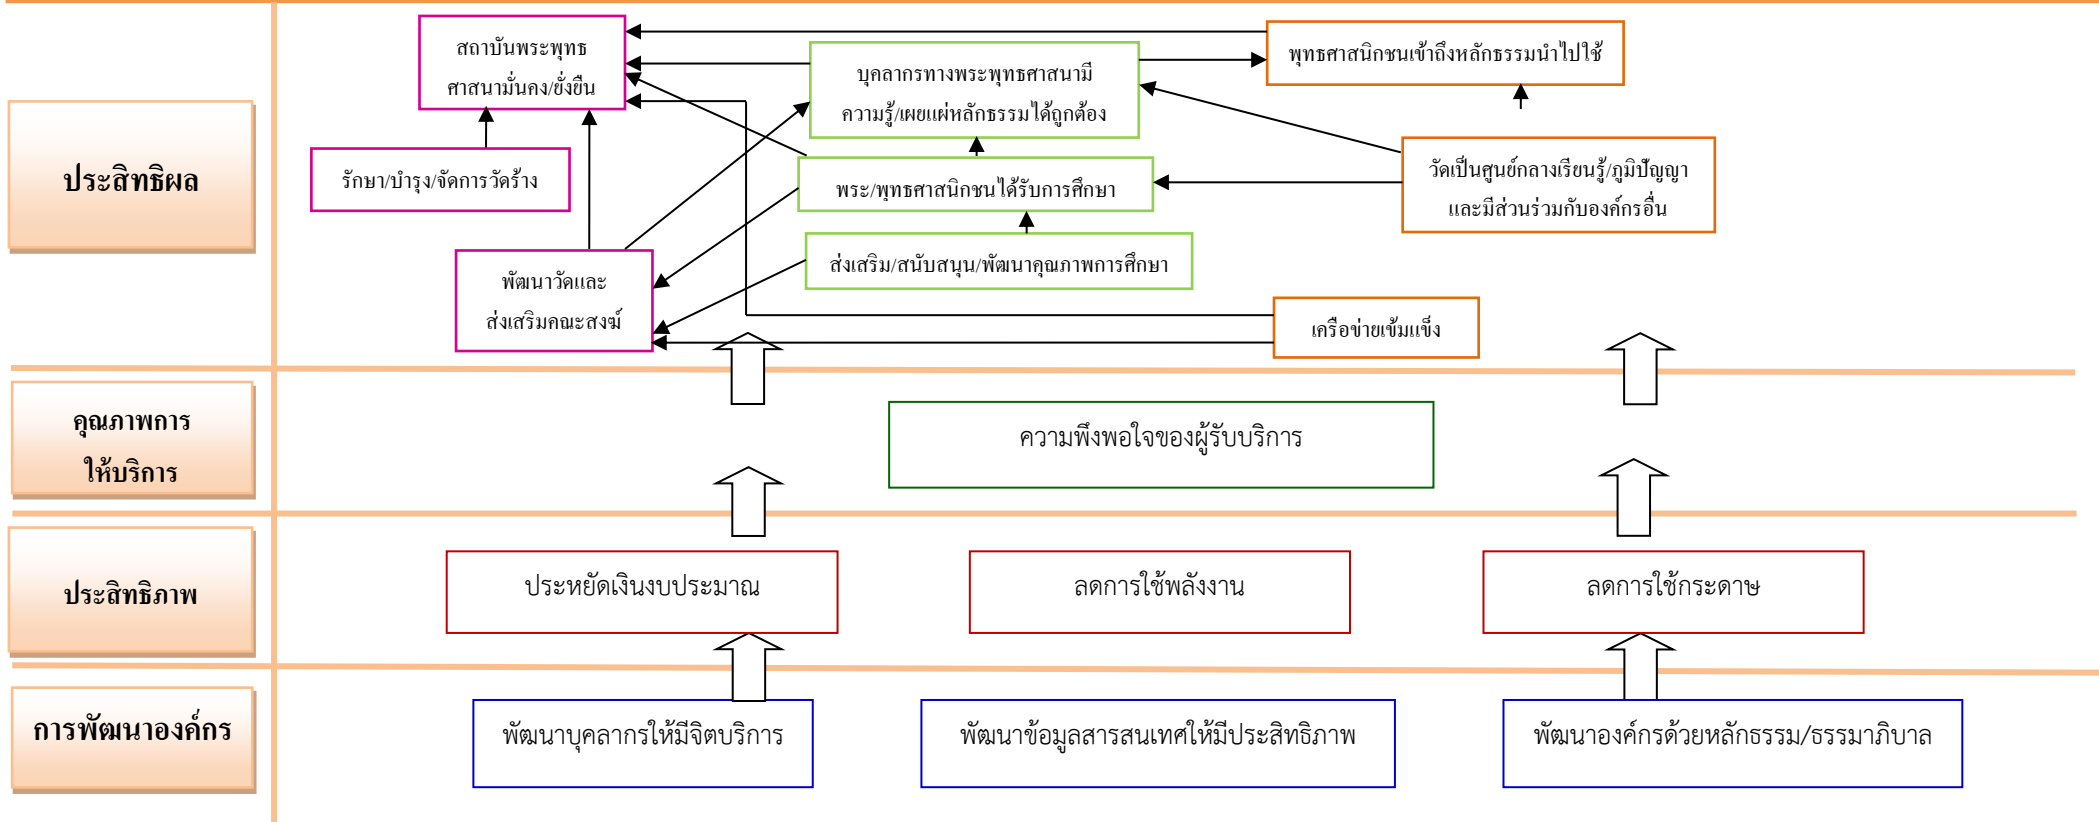 ประสิทธิผล
สถาบันพระพุทธ
ศาสนามั่นคง/ยั่งยืน
บุคลากรทางพระพุทธศาสนามี
ความรู้/เผยแผ่หลักธรรมได้ถูกต้อง
พุทธศาสนิกชนเข้าถึงหลักธรรมนำไปใช้
รักษา/บำรุง/จัดการวัดร้าง
พระ/พุทธศาสนิกชนได้รับการศึกษา
วัดเป็นศูนย์กลางเรียนรู้/ภูมิปัญญา
และมีส่วนร่วมกับองค์กรอื่น
พัฒนาวัดและ
ส่งเสริมคณะสงฆ์
ส่งเสริม/สนับสนุน/พัฒนาคุณภาพการศึกษา
เครือข่ายเข้มแข็ง
คุณภาพการ
ให้บริการ
ความพึงพอใจของผู้รับบริการ
ประสิทธิภาพ
ประหยัดเงินงบประมาณ
ลดการใช้พลังงาน
ลดการใช้กระดาษ
การพัฒนาองค์กร
พัฒนาบุคลากรให้มีจิตบริการ
พัฒนาข้อมูลสารสนเทศให้มีประสิทธิภาพ
พัฒนาองค์กรด้วยหลักธรรม/ธรรมาภิบาล